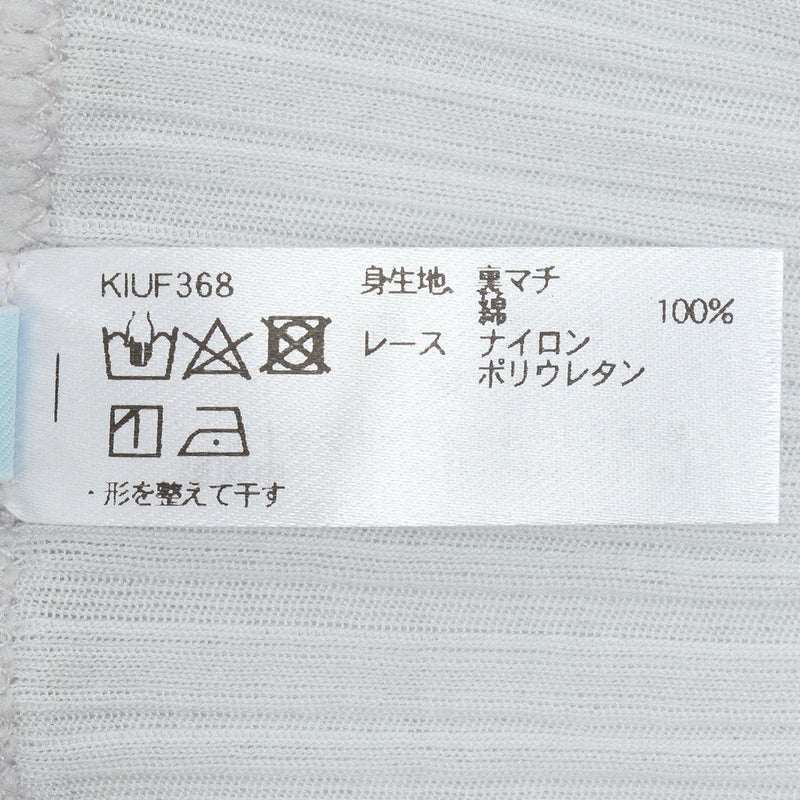 KIUF368
身生地、裏マチ
綿 100%
レース ナイロン
ポリウレタン
・形を整えて干す